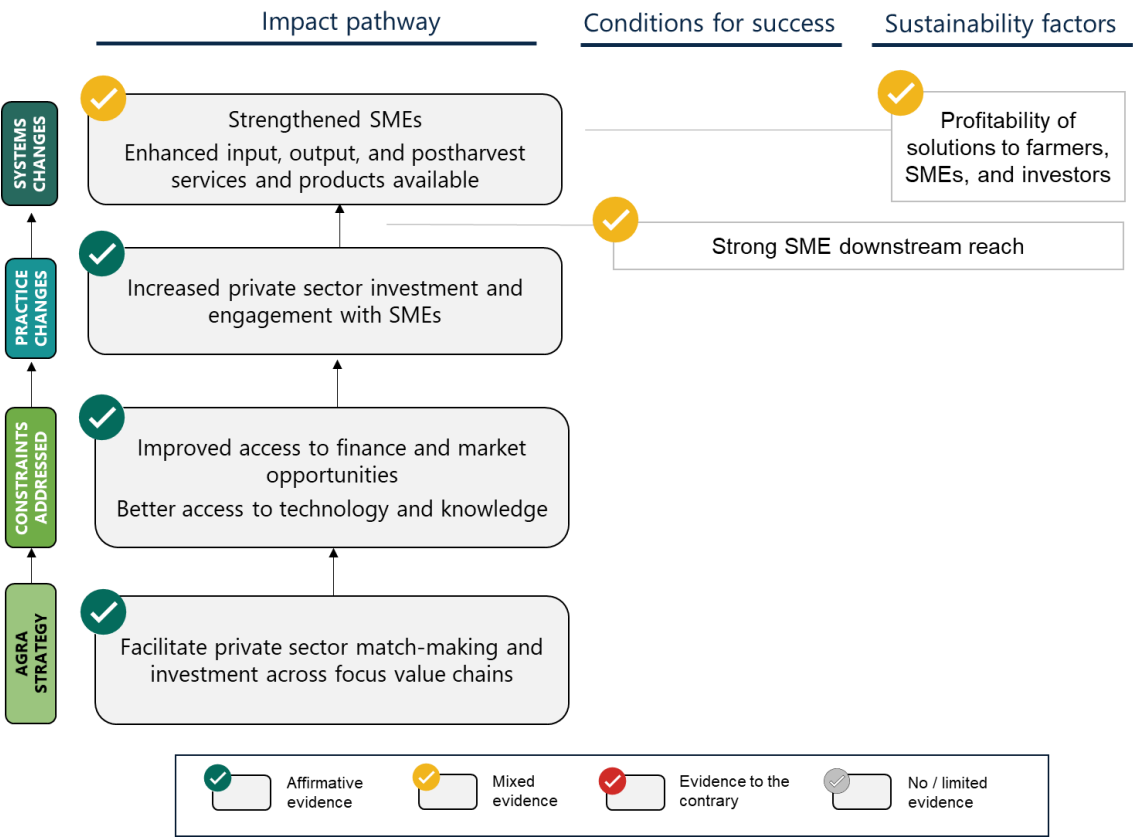 Impact pathway
Conditions for success
Sustainability factors
SYSTEMS
CHANGES
Strengthened SMEs
Enhanced input, output, and postharvest
services and products available
Profitability of
solutions to farmers,
SMEs, and investors
Strong SME downstream reach
PRACTICE
CHANGES
Increased private sector investment and
engagement with SMEs
CONSTRAINTS
ADDRESSED
Improved access to finance and market
opportunities
Better access to technology and knowledge
AGRA
STRATEGY
Facilitate private sector match-making and
investment across focus value chains
Affirmative
evidence
Mixed
evidence
Evidence to the
contrary
No / limited
evidence